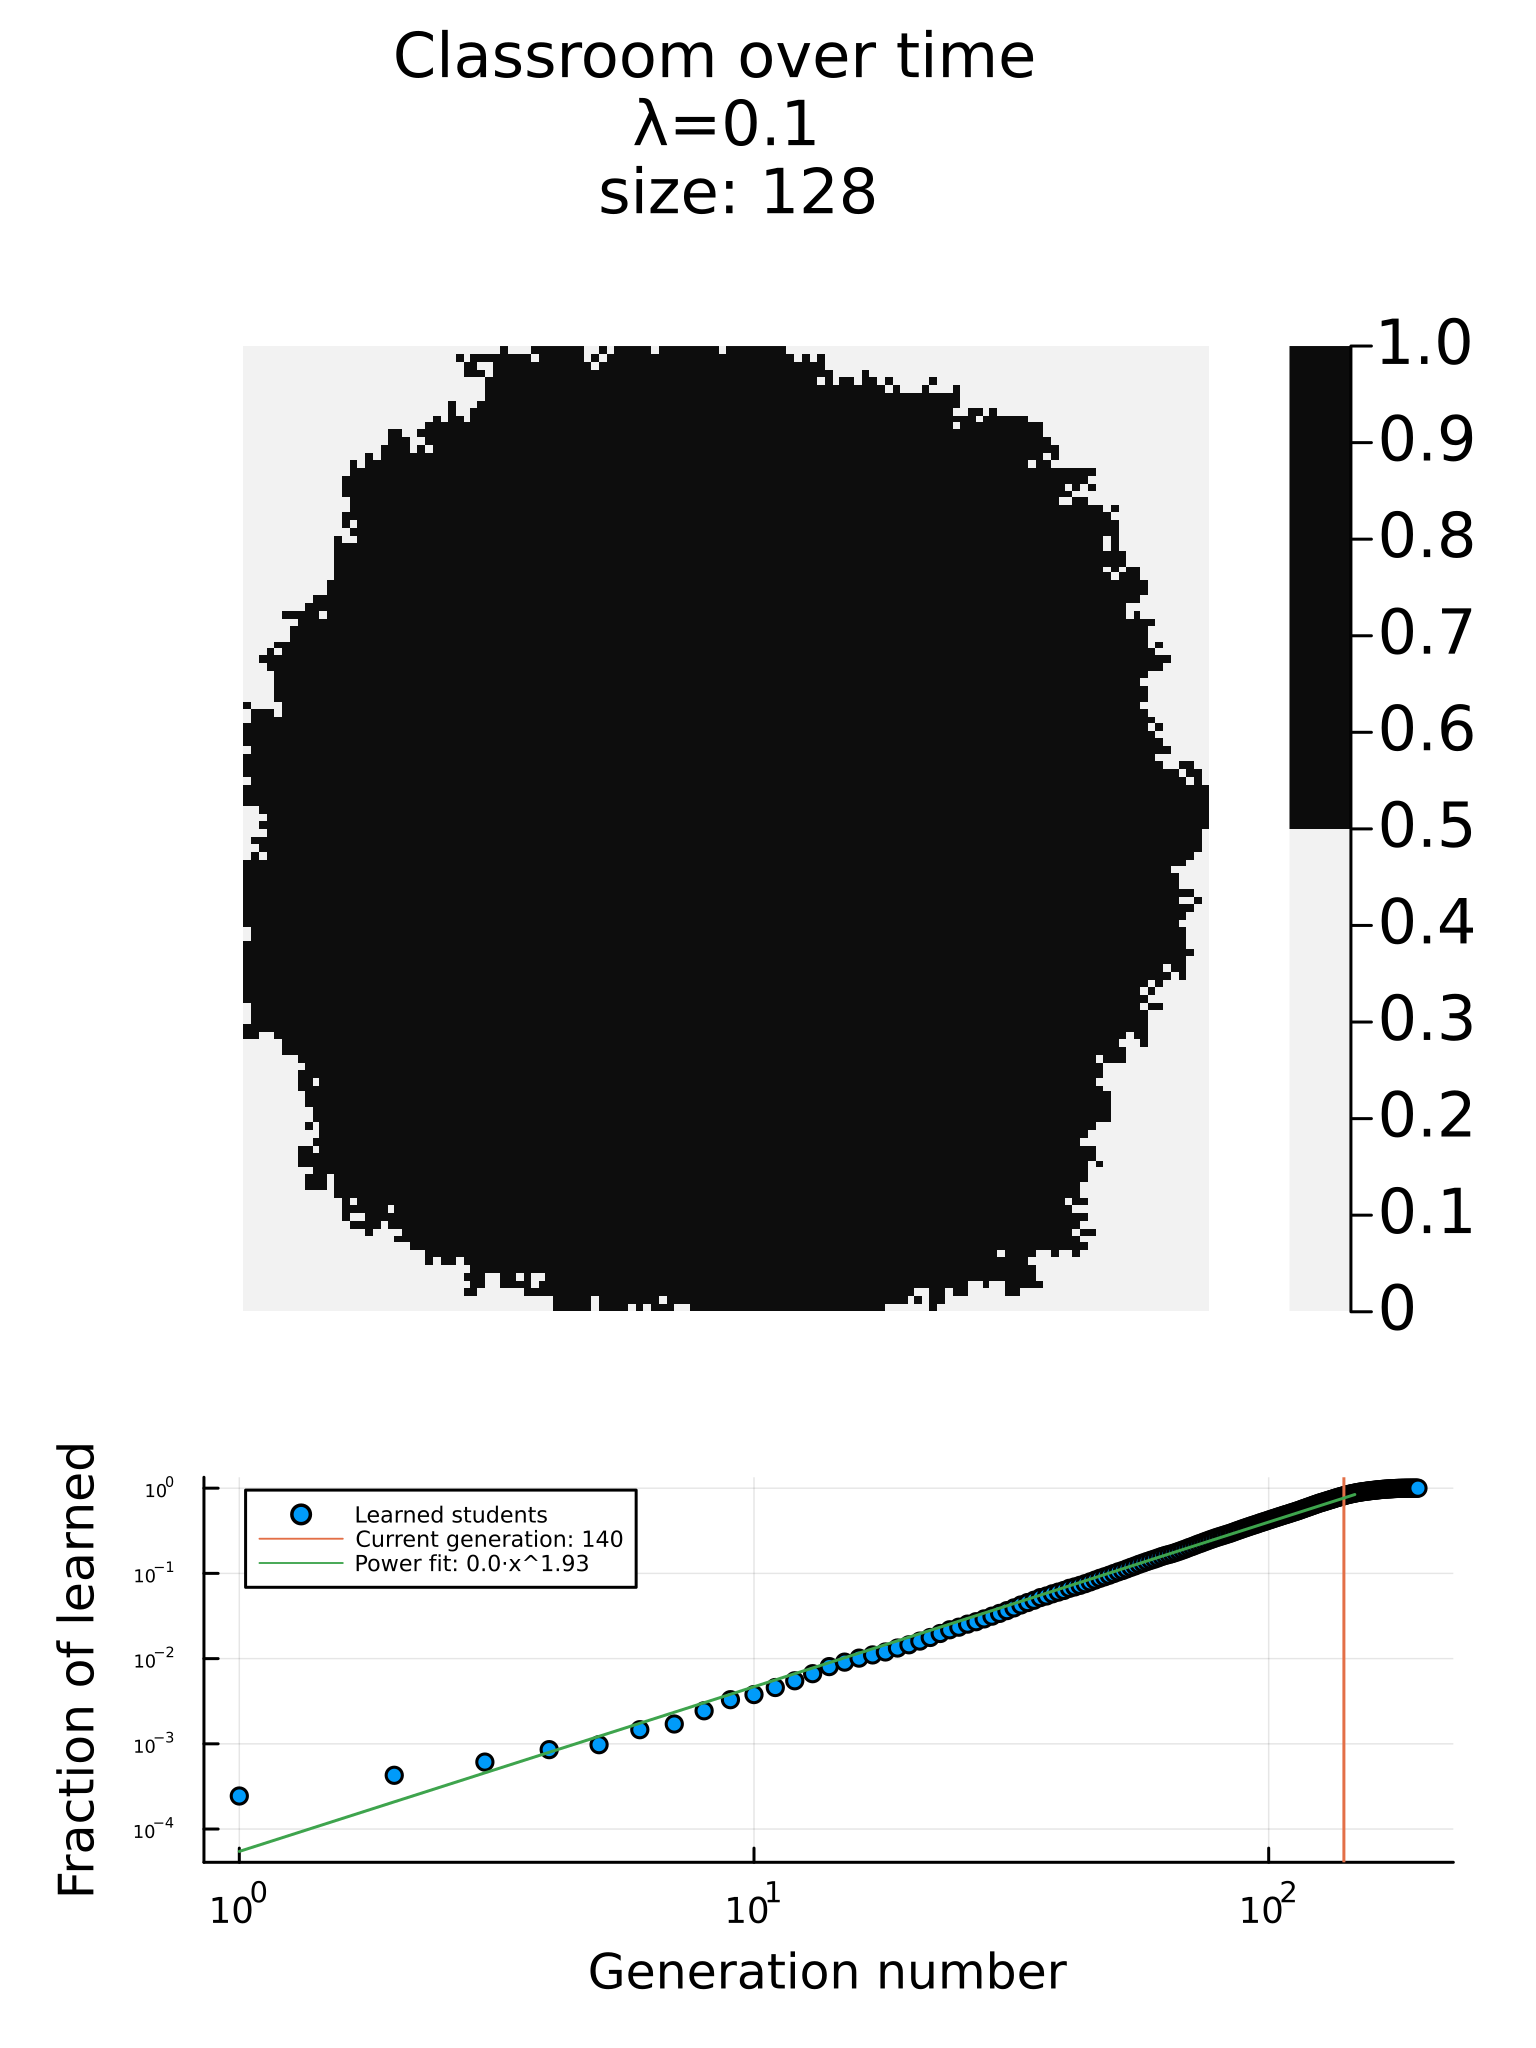 Classroom over time
λ=0.1
size: 128
1.0
0.9
0.8
0.7
0.6
0.5
0.4
0.3
0.2
0.1
0
Fraction of learned
10^0
10^-1
10^-2
10^-3
10^-4
Learned students
Current generation: 140
Power fit: 0.0·x^1.93
10^0 10^1 10^2
Generation number